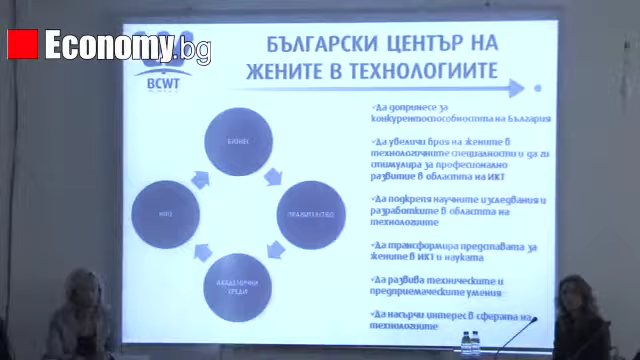 Economy.bg
БЪЛГАРСКИ ЦЕНТЪР НА
ЖЕНИТЕ В ТЕХНОЛОГИИТЕ
BCWT
БИЗНЕС
ПРАВИТЕЛСТВО
АКАДЕМИЧНИ
СРЕДИ
НПО
Да допринесе за
конкурентоспособността на България
Да увеличи броя на жените в
технологичните специалности и да ги
стимулира за професионално
развитие в областта на ИКТ
Да подкрепя научните изследвания и
разработките в областта на
технологиите
Да трансформира представата за
жените в ИКТ и науката
Да развива техническите и
предприемаческите умения
Да насърчи интерес в сферата на
технологиите